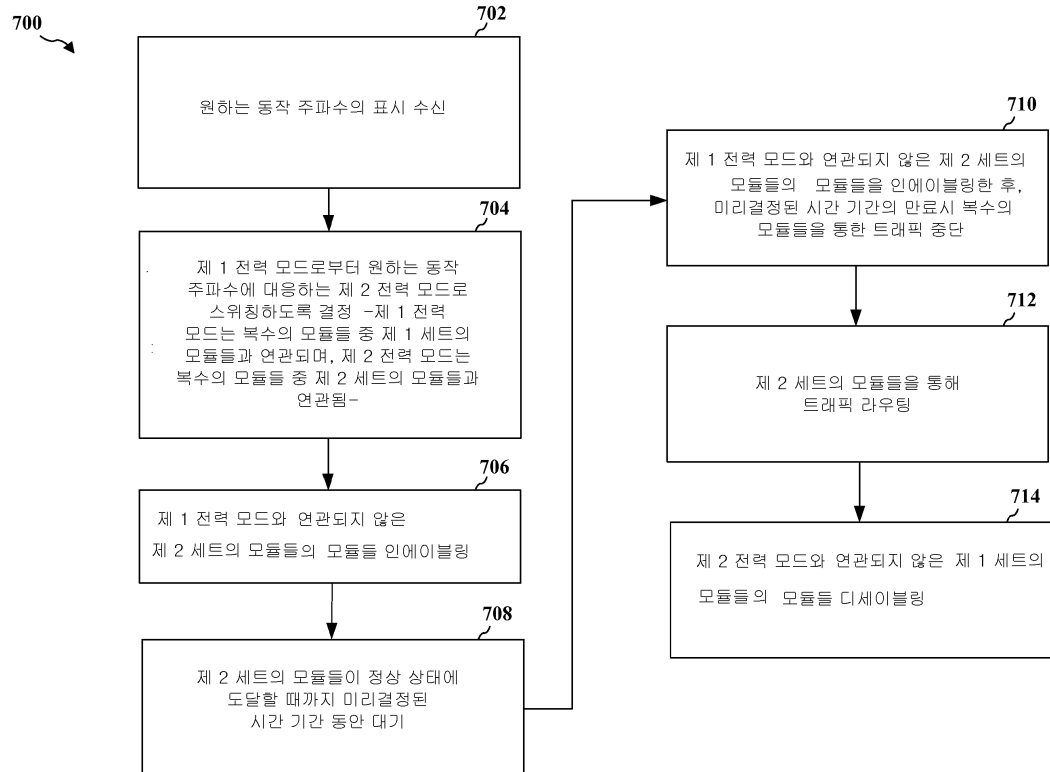 700
702
원하는 동작 주파수의 표시 수신
704
제 1 전력 모드로부터 원하는 동작
주파수에 대응하는 제 2 전력 모드로
스위칭하도록 결정 –제 1 전력
모드는 복수의 모듈들 중 제 1 세트의
모듈들과 연관되며, 제 2 전력 모드는
복수의 모듈들 중 제 2 세트의 모듈들과
연관됨–
706
제 1 전력 모드와 연관되지 않은
제 2 세트의 모듈들의 모듈들 인에이블링
708
제 2 세트의 모듈들이 정상 상태에
도달할 때까지 미리결정된
시간 기간 동안 대기
710
제 1 전력 모드와 연관되지 않은 제 2 세트의
모듈들의 모듈들을 인에이블링한 후,
미리결정된 시간 기간의 만료시 복수의
모듈들을 통한 트래픽 중단
712
제 2 세트의 모듈들을 통해
트래픽 라우팅
714
제 2 전력 모드와 연관되지 않은 제 1 세트의
모듈들의 모듈들 디세이블링